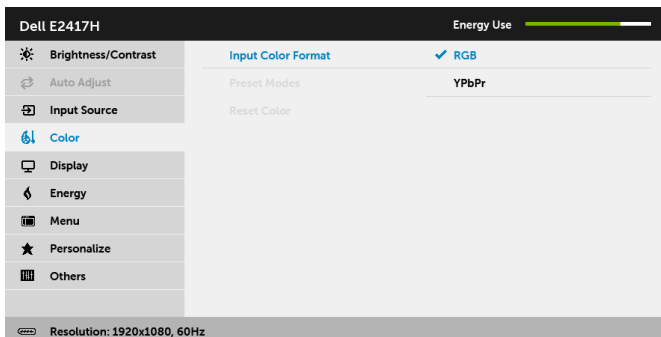 Dell E2417H Energy Use
Brightness/Contrast Input Color Format RGB
Auto Adjust Preset Modes YPbPr
Input Source Reset Color
Color
Display
Energy
Menu
Personalize
Others
Resolution: 1920x1080, 60Hz